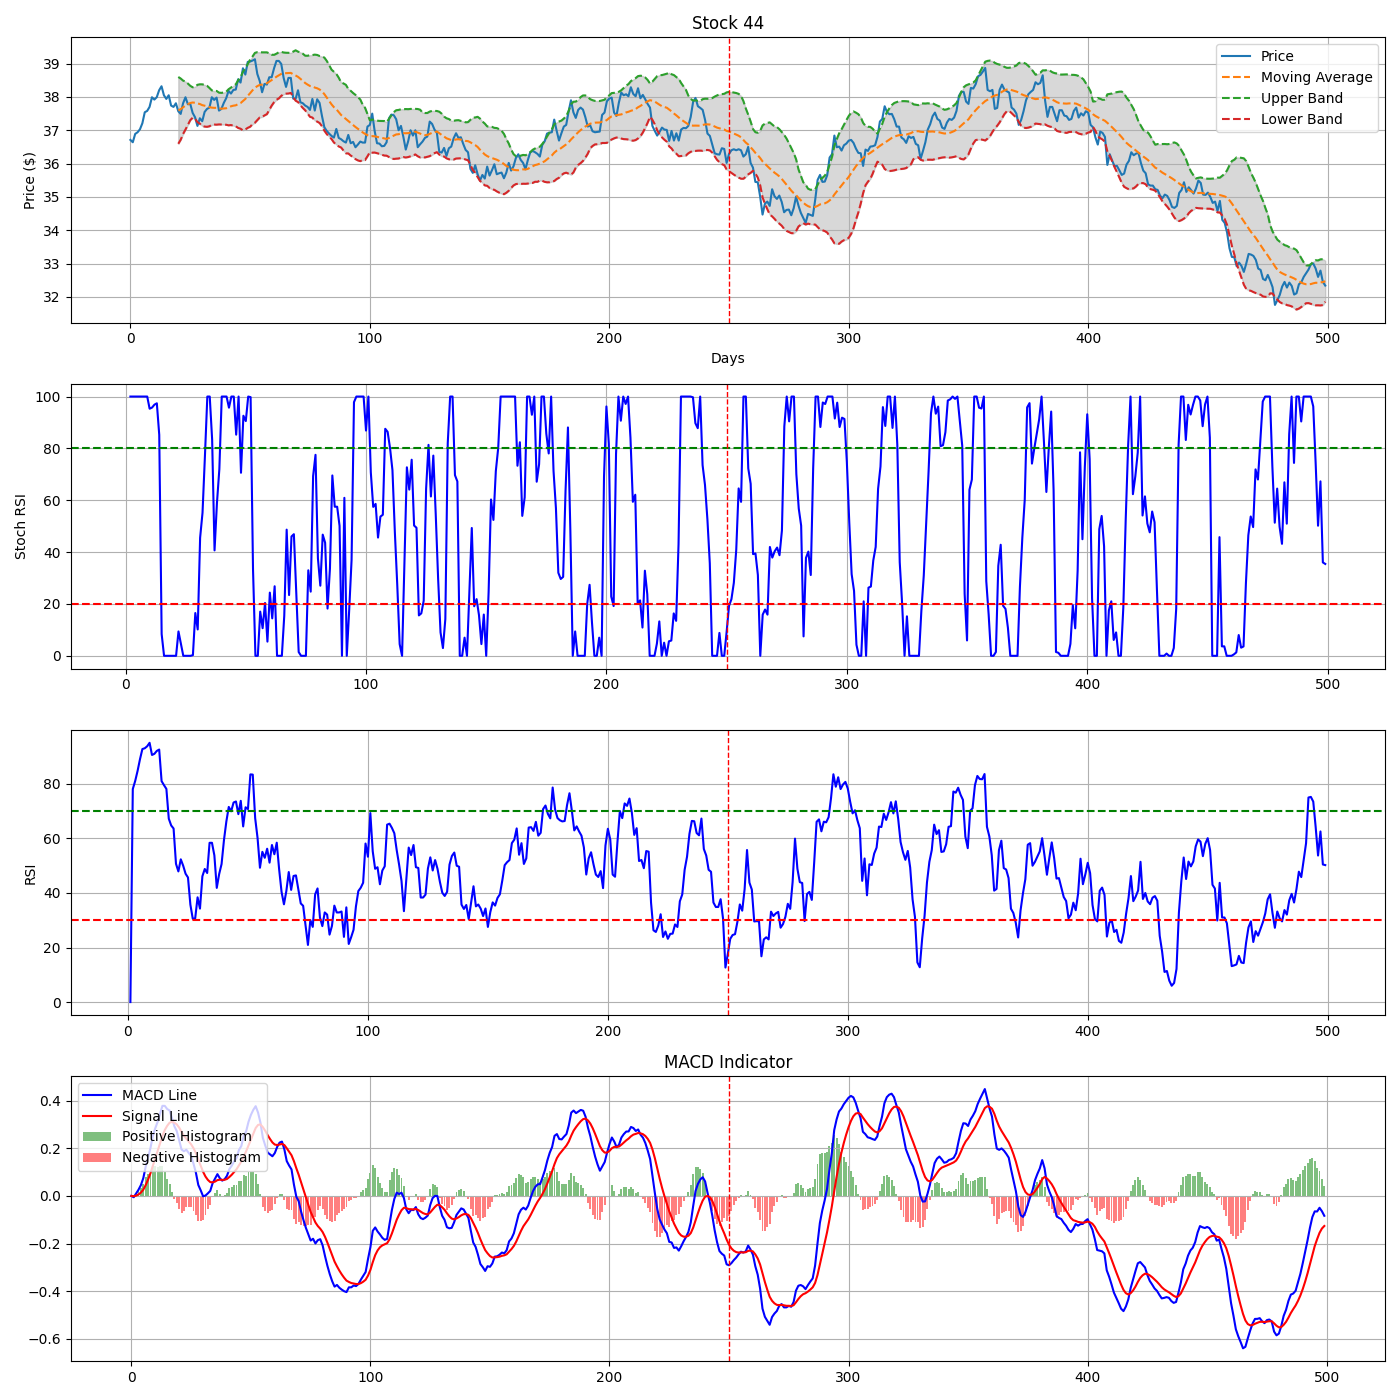 Stock 44
Price ($)
39
38
37
36
35
34
33
32
Price
Moving Average
Upper Band
Lower Band
0 100 200 300 400 500
Days
Stoch RSI
100
80
60
40
20
0
0 100 200 300 400 500
RSI
80
60
40
20
0
0 100 200 300 400 500
MACD Indicator
0.4
0.2
0.0
−0.2
−0.4
−0.6
MACD Line
Signal Line
Positive Histogram
Negative Histogram
0 100 200 300 400 500